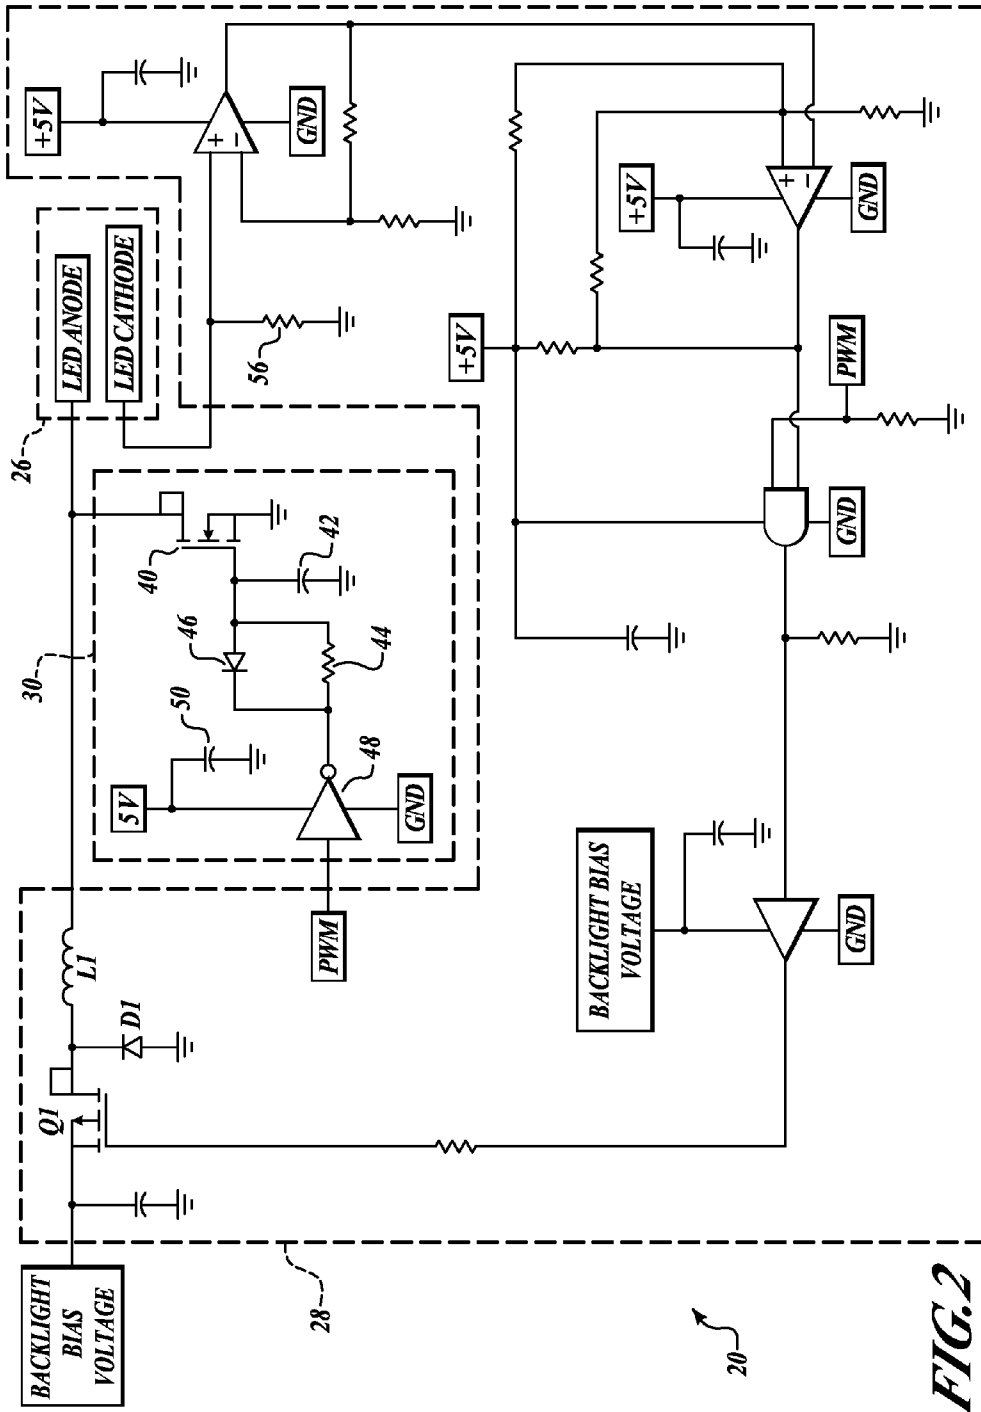 BACKLIGHT
BIAS
VOLTAGE
28
Q1
D1
L1
30
26
LED ANODE
LED CATHODE
+5V
+
−
GND
56
40
42
46
44
50
5V
48
GND
PWM
+5V
+
−
GND
+5V
PWM
GND
BACKLIGHT BIAS
VOLTAGE
GND
20
FIG.2